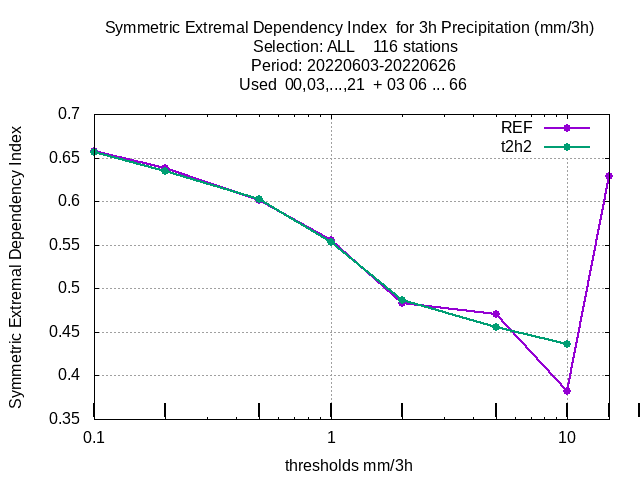 Symmetric Extremal Dependency Index  for 3h Precipitation (mm/3h)
Selection: ALL    116 stations
Period: 20220603-20220626
Used  00,03,...,21  + 03 06 ... 66
REF
t2h2
0.7
0.65
0.6
0.55
0.5
0.45
0.4
0.35
Symmetric Extremal Dependency Index
0.1 1 10
thresholds mm/3h